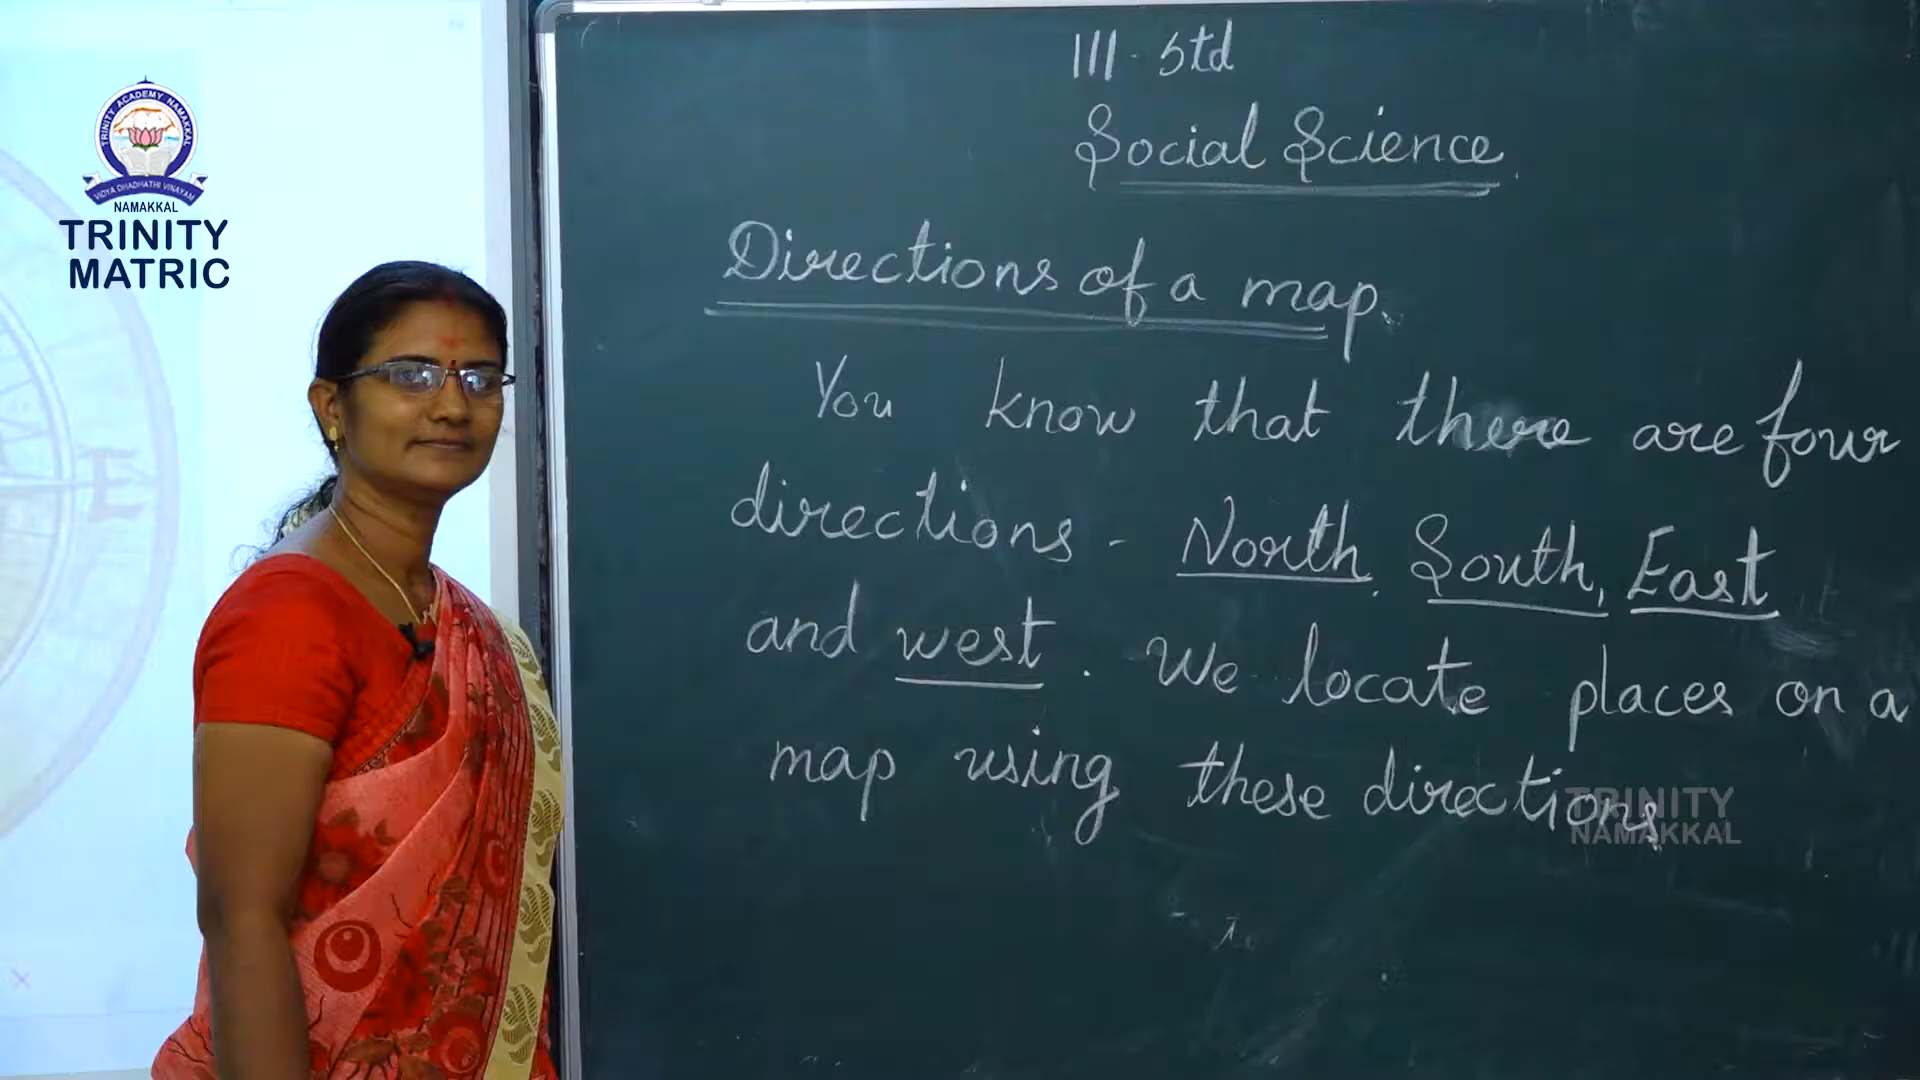 TRINITY ACADEMY NAMAKKAL
VIDYA DHADHATHI VINAYAM
NAMAKKAL
TRINITY
MATRIC
E
III. Std
Social Science
Directions of a map.
You know that there are four
directions - North, South, East
and west. We locate places on a
map using these directions
TRINITY
NAMAKKAL